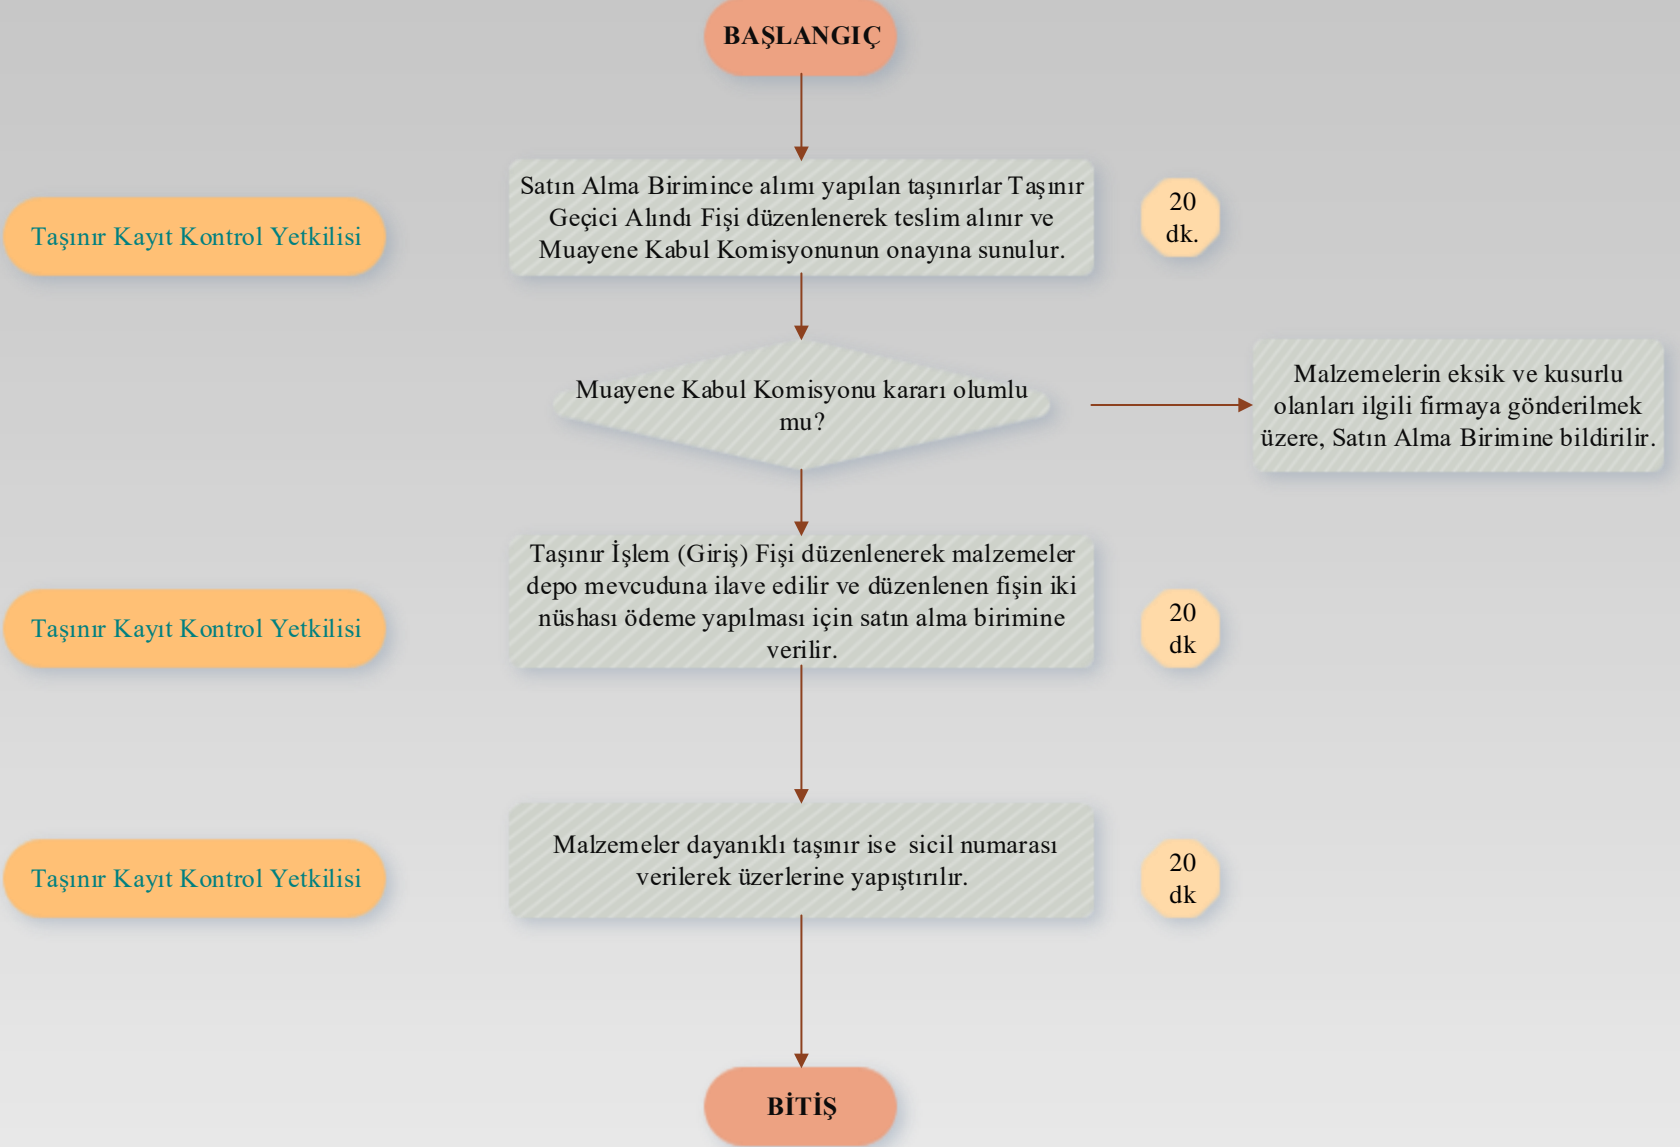 BAŞLANGIÇ
Taşınır Kayıt Kontrol Yetkilisi
Satın Alma Birimince alımı yapılan taşınırlar Taşınır
Geçici Alındı Fişi düzenlenerek teslim alınır ve
Muayene Kabul Komisyonunun onayına sunulur.
20
dk.
Muayene Kabul Komisyonu kararı olumlu
mu?
Malzemelerin eksik ve kusurlu
olanları ilgili firmaya gönderilmek
üzere, Satın Alma Birimine bildirilir.
Taşınır Kayıt Kontrol Yetkilisi
Taşınır İşlem (Giriş) Fişi düzenlenerek malzemeler
depo mevcuduna ilave edilir ve düzenlenen fişin iki
nüshası ödeme yapılması için satın alma birimine
verilir.
20
dk
Taşınır Kayıt Kontrol Yetkilisi
Malzemeler dayanıklı taşınır ise  sicil numarası
verilerek üzerlerine yapıştırılır.
20
dk
BİTİŞ